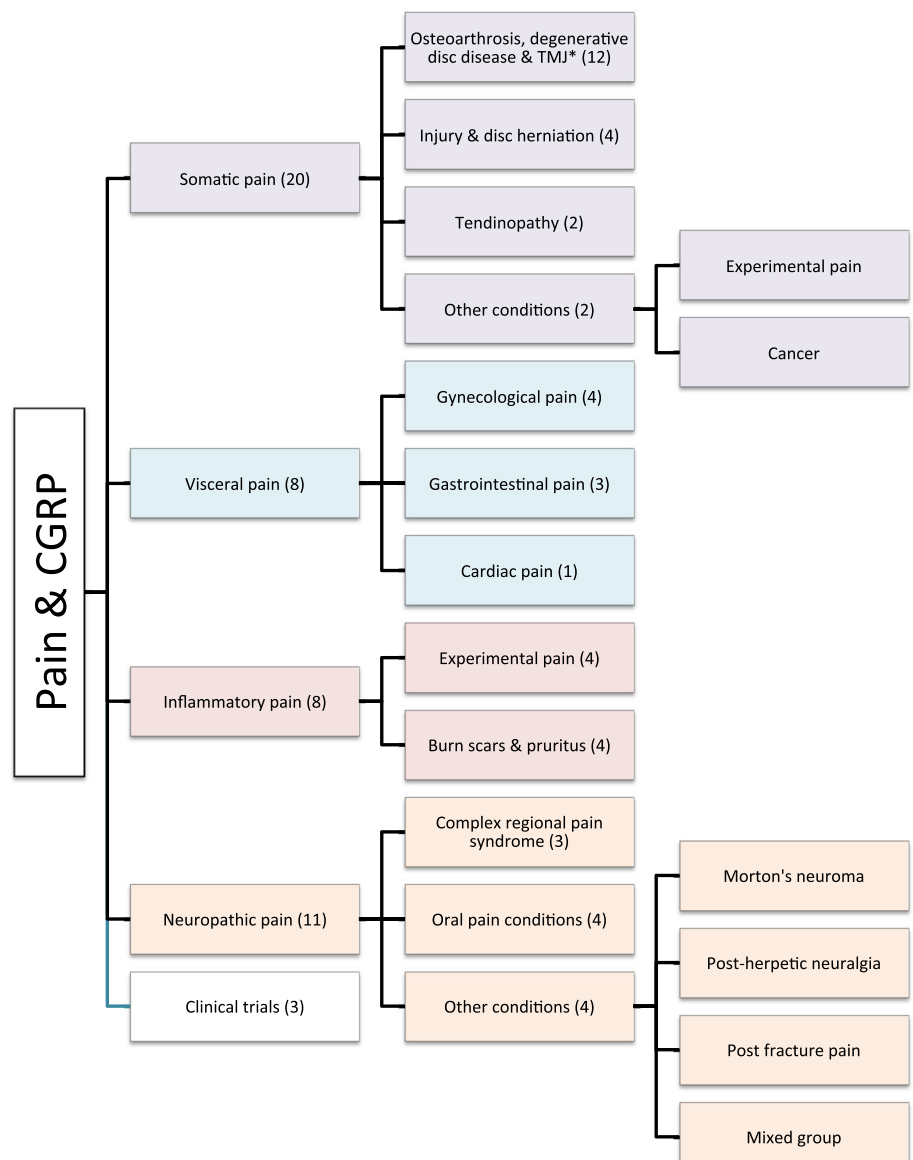 Pain & CGRP
Somatic pain (20)
Osteoarthrosis, degenerative
disc disease & TMJ* (12)
Injury & disc herniation (4)
Tendinopathy (2)
Other conditions (2)
Experimental pain
Cancer
Visceral pain (8)
Gynecological pain (4)
Gastrointestinal pain (3)
Cardiac pain (1)
Inflammatory pain (8)
Experimental pain (4)
Burn scars & pruritus (4)
Neuropathic pain (11)
Complex regional pain
syndrome (3)
Oral pain conditions (4)
Other conditions (4)
Morton's neuroma
Post-herpetic neuralgia
Post fracture pain
Mixed group
Clinical trials (3)